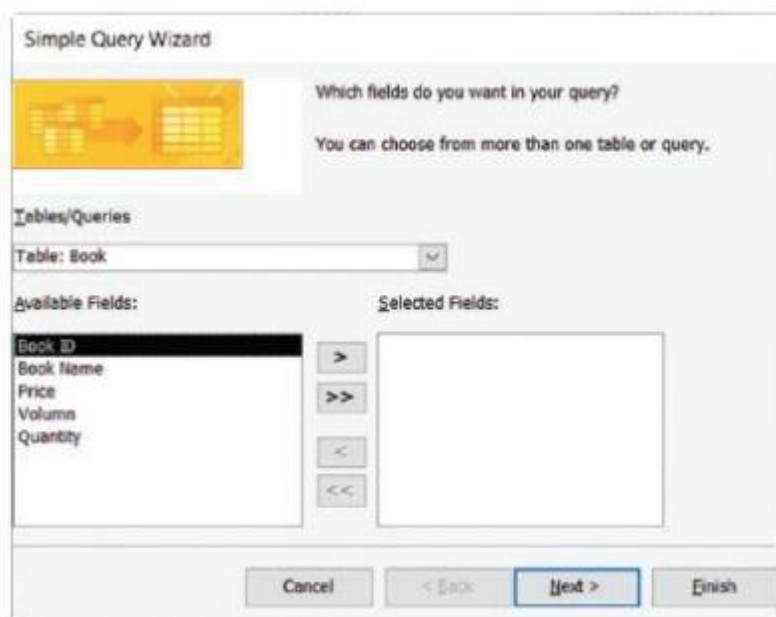 Simple Query Wizard
Which fields do you want in your query?
You can choose from more than one table or query.
Tables/Queries
Table: Book
Available Fields:
Selected Fields:
Book ID
Book Name
Price
Volumn
Quantity
>
>>
<
<<
Cancel
< Back
Next >
Finish